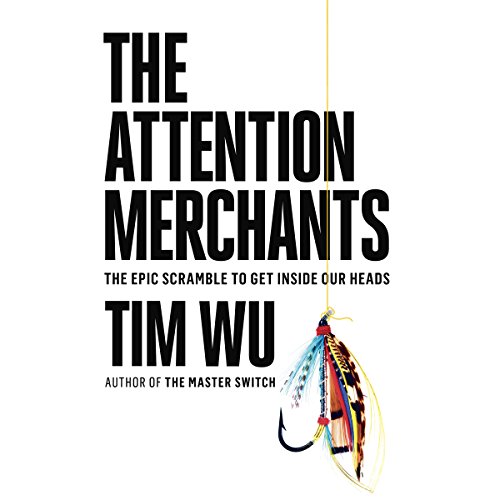 THE
ATTENTION
MERCHANTS
THE EPIC SCRAMBLE TO GET INSIDE OUR HEADS
TIM WU
AUTHOR OF THE MASTER SWITCH